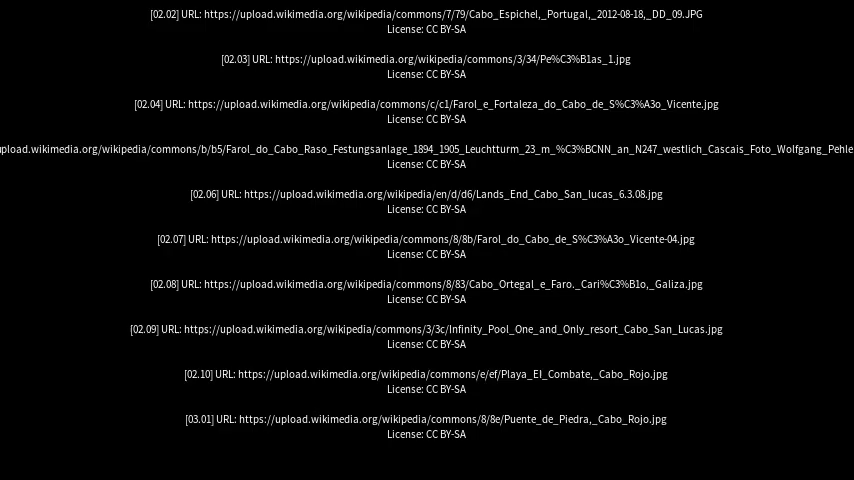 [02.02] URL: https://upload.wikimedia.org/wikipedia/commons/7/79/Cabo_Espichel,_Portugal,_2012-08-18,_DD_09.JPG
License: CC BY-SA
[02.03] URL: https://upload.wikimedia.org/wikipedia/commons/3/34/Pe%C3%B1as_1.jpg
License: CC BY-SA
[02.04] URL: https://upload.wikimedia.org/wikipedia/commons/c/c1/Farol_e_Fortaleza_do_Cabo_de_S%C3%A3o_Vicente.jpg
License: CC BY-SA
pload.wikimedia.org/wikipedia/commons/b/b5/Farol_do_Cabo_Raso_Festungsanlage_1894_1905_Leuchtturm_23_m_%C3%BCNN_an_N247_westlich_Cascais_Foto_Wolfgang_Pehle
License: CC BY-SA
[02.06] URL: https://upload.wikimedia.org/wikipedia/en/d/d6/Lands_End_Cabo_San_lucas_6.3.08.jpg
License: CC BY-SA
[02.07] URL: https://upload.wikimedia.org/wikipedia/commons/8/8b/Farol_do_Cabo_de_S%C3%A3o_Vicente-04.jpg
License: CC BY-SA
[02.08] URL: https://upload.wikimedia.org/wikipedia/commons/8/83/Cabo_Ortegal_e_Faro._Cari%C3%B1o,_Galiza.jpg
License: CC BY-SA
[02.09] URL: https://upload.wikimedia.org/wikipedia/commons/3/3c/Infinity_Pool_One_and_Only_resort_Cabo_San_Lucas.jpg
License: CC BY-SA
[02.10] URL: https://upload.wikimedia.org/wikipedia/commons/e/ef/Playa_El_Combate,_Cabo_Rojo.jpg
License: CC BY-SA
[03.01] URL: https://upload.wikimedia.org/wikipedia/commons/8/8e/Puente_de_Piedra,_Cabo_Rojo.jpg
License: CC BY-SA